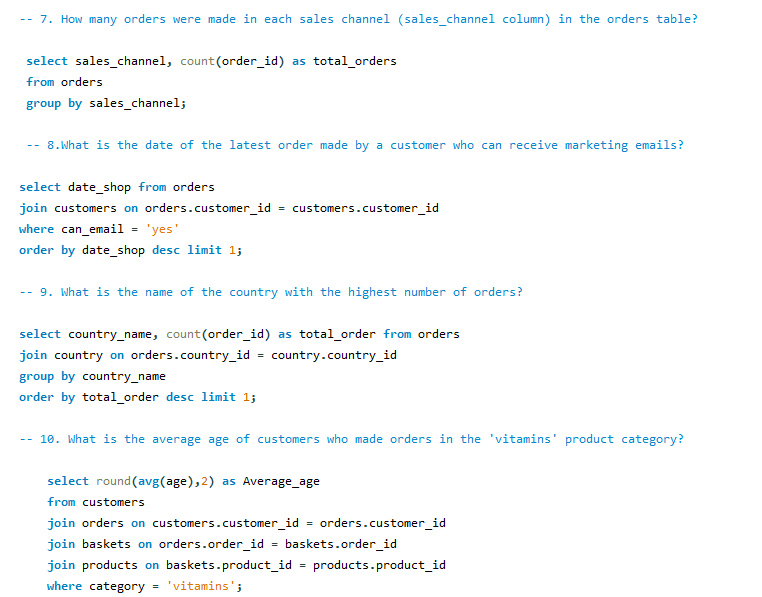 -- 7. How many orders were made in each sales channel (sales_channel column) in the orders table?
select sales_channel, count(order_id) as total_orders
from orders
group by sales_channel;
-- 8.What is the date of the latest order made by a customer who can receive marketing emails?
select date_shop from orders
join customers on orders.customer_id = customers.customer_id
where can_email = 'yes'
order by date_shop desc limit 1;
-- 9. What is the name of the country with the highest number of orders?
select country_name, count(order_id) as total_order from orders
join country on orders.country_id = country.country_id
group by country_name
order by total_order desc limit 1;
-- 10. What is the average age of customers who made orders in the 'vitamins' product category?
select round(avg(age),2) as Average_age
from customers
join orders on customers.customer_id = orders.customer_id
join baskets on orders.order_id = baskets.order_id
join products on baskets.product_id = products.product_id
where category = 'vitamins';